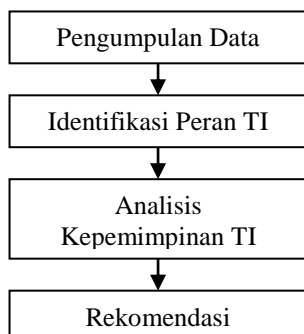 Pengumpulan Data
Identifikasi Peran TI
Analisis
Kepemimpinan TI
Rekomendasi